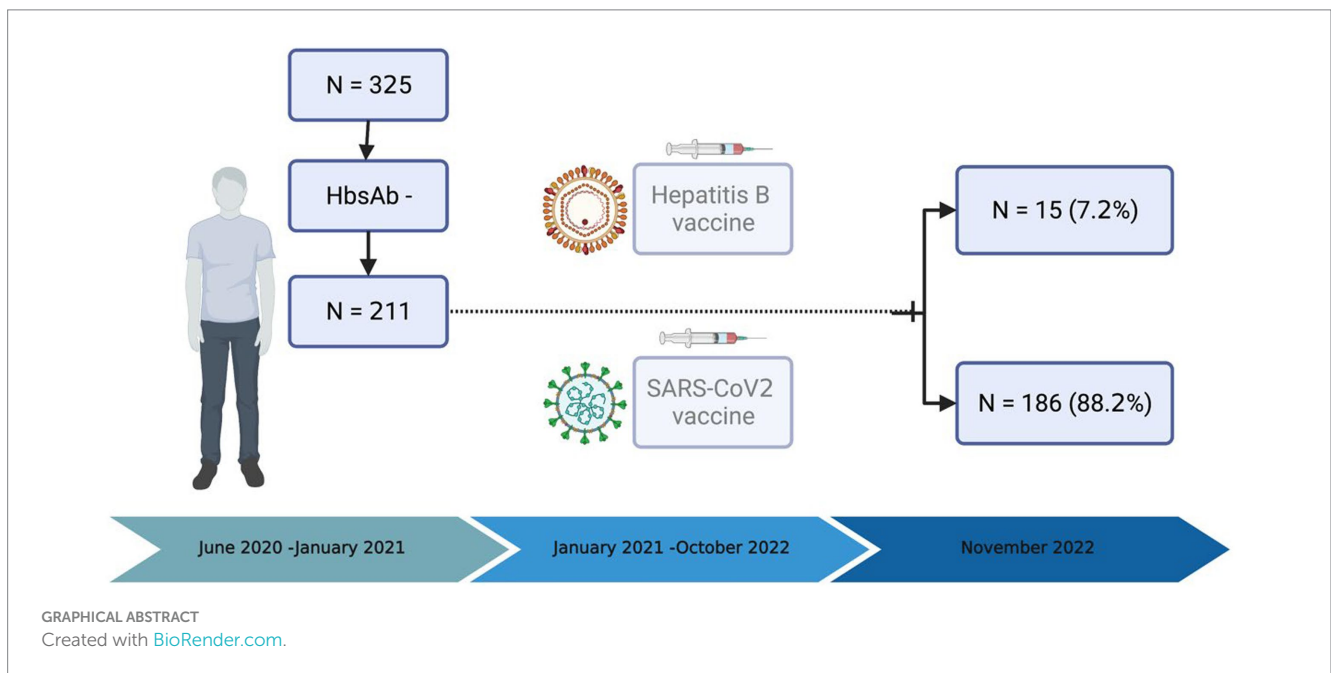 N = 325
HbsAb -
N = 211
Hepatitis B
vaccine
SARS-CoV2
vaccine
N = 15 (7.2%)
N = 186 (88.2%)
June 2020 -January 2021
January 2021 -October 2022
November 2022
GRAPHICAL ABSTRACT
Created with BioRender.com.